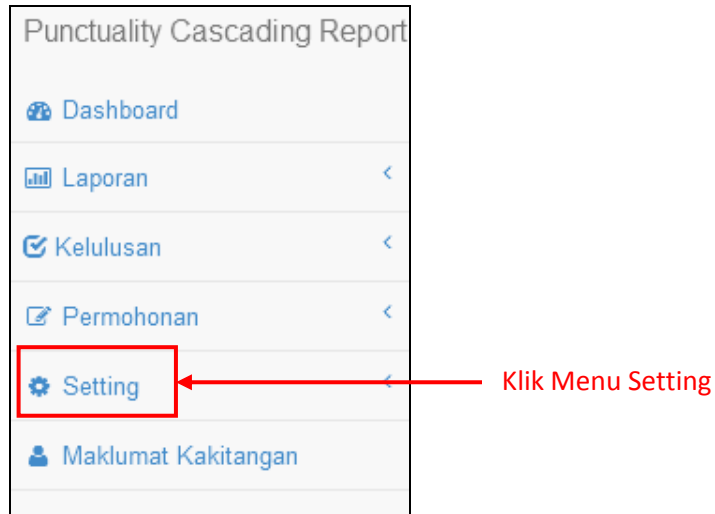 Punctuality Cascading Report
Dashboard
Laporan
Kelulusan
Permohonan
Setting
Klik Menu Setting
Maklumat Kakitangan